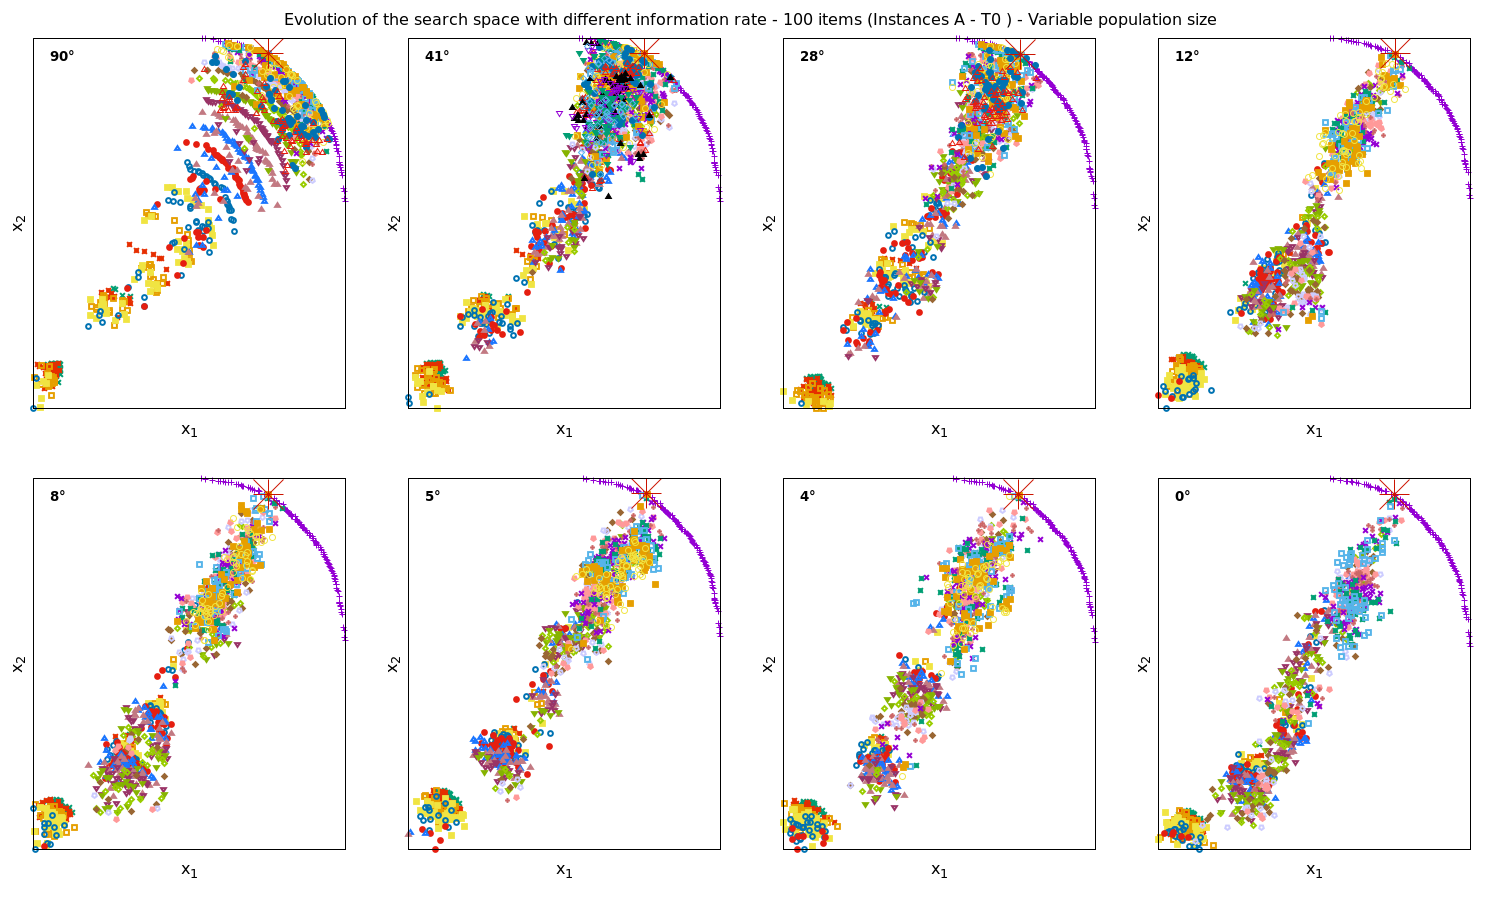 Evolution of the search space with different information rate - 100 items (Instances A - T0 ) - Variable population size
90°
41°
28°
12°
x₂
x₂
x₂
x₂
x₁
x₁
x₁
x₁
8°
5°
4°
0°
x₂
x₂
x₂
x₂
x₁
x₁
x₁
x₁